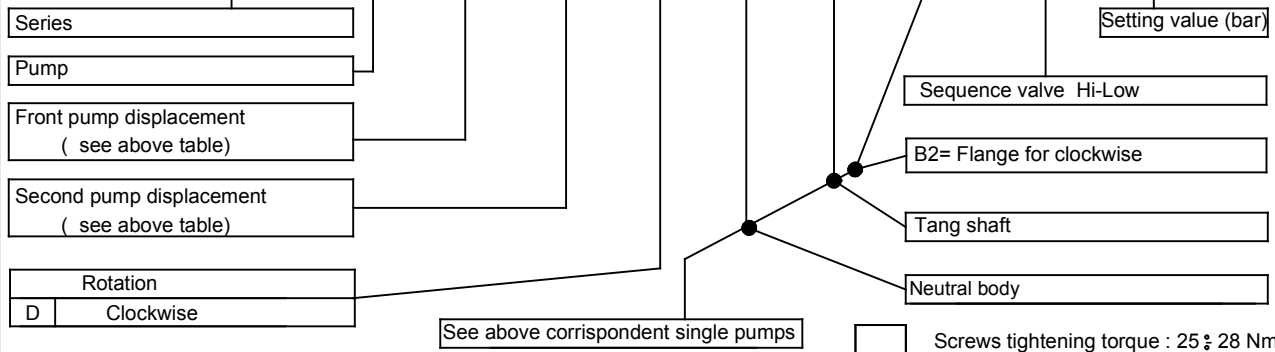 Series
Setting value (bar)
Pump
Sequence valve Hi-Low
Front pump displacement
( see above table)
B2= Flange for clockwise
Second pump displacement
( see above table)
Tang shaft
Rotation
Neutral body
D Clockwise
See above corrispondent single pumps
Screws tightening torque : 25 ÷ 28 Nm